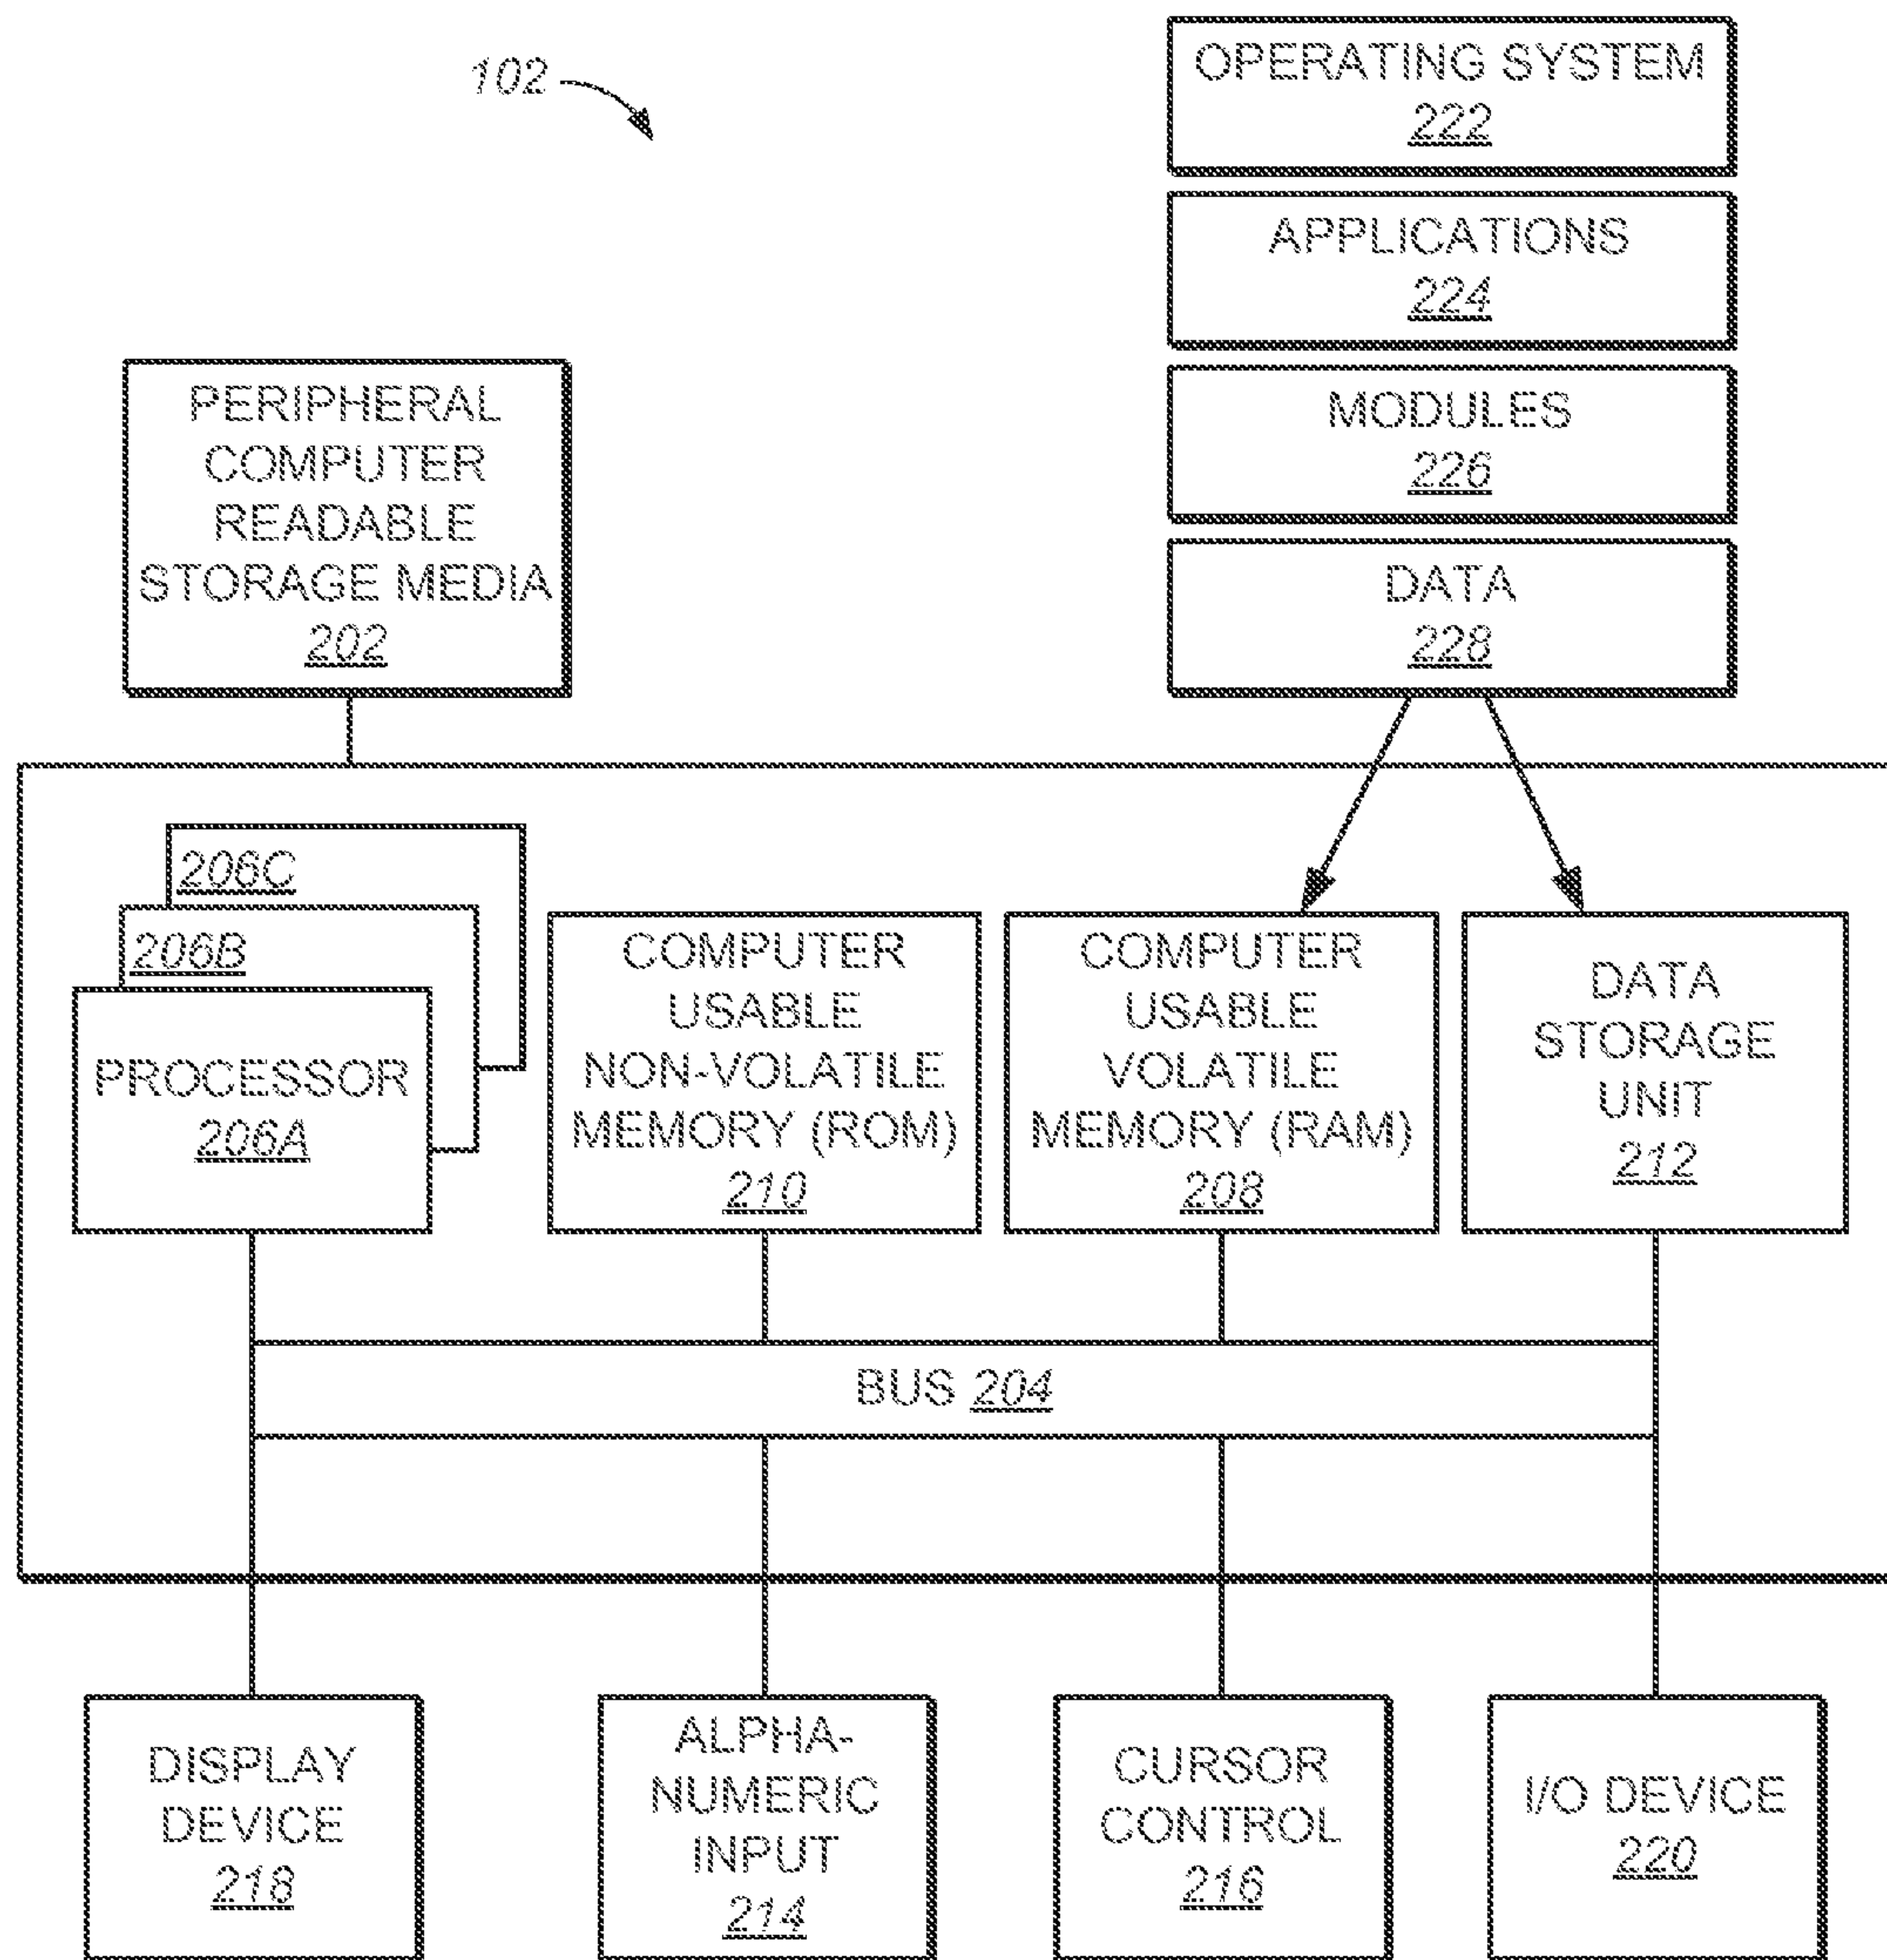 102
OPERATING SYSTEM
222
APPLICATIONS
224
MODULES
226
DATA
228
PERIPHERAL
COMPUTER
READABLE
STORAGE MEDIA
202
206C
206B
PROCESSOR
206A
COMPUTER
USABLE
NON-VOLATILE
MEMORY (ROM)
210
COMPUTER
USABLE
VOLATILE
MEMORY (RAM)
208
DATA
STORAGE
UNIT
212
BUS 204
DISPLAY
DEVICE
218
ALPHA-
NUMERIC
INPUT
214
CURSOR
CONTROL
216
I/O DEVICE
220